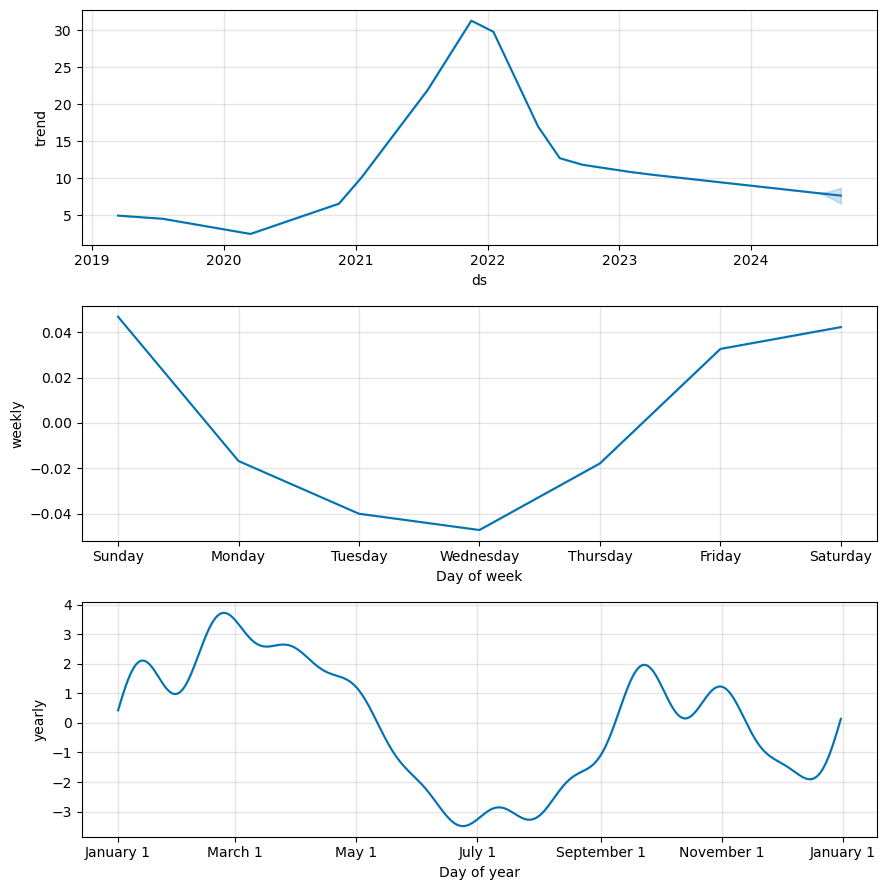 30
25
20
15
10
5
trend
2019 2020 2021 2022 2023 2024
ds
0.04
0.02
0.00
−0.02
−0.04
weekly
Sunday Monday Tuesday Wednesday Thursday Friday Saturday
Day of week
4
3
2
1
0
−1
−2
−3
yearly
January 1 March 1 May 1 July 1 September 1 November 1 January 1
Day of year